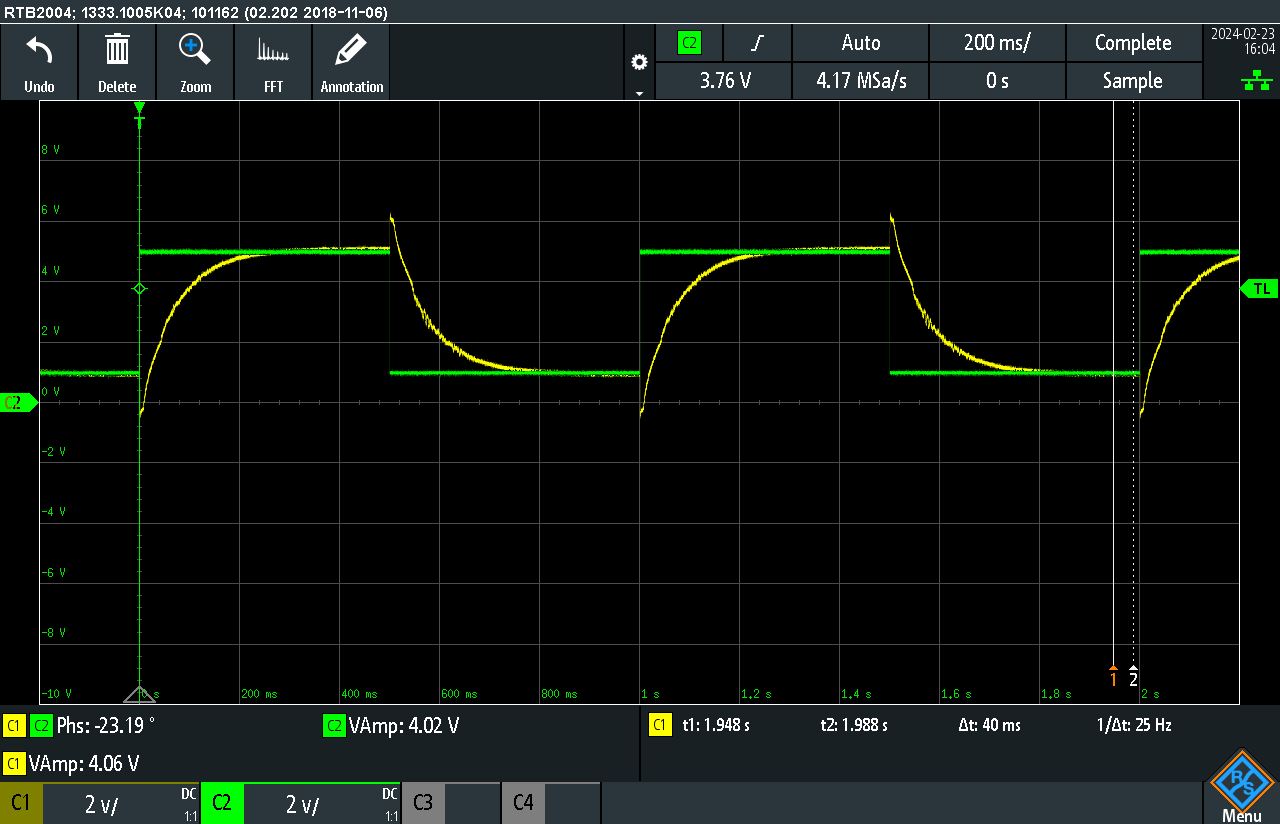 RTB2004; 1333.1005K04; 101162 (02.202 2018-11-06)
Undo Delete Zoom FFT Annotation
C2 Auto 200 ms/ Complete
3.76 V 4.17 MSa/s 0 s Sample
2024-02-23
16:04
T
8 V
6 V
4 V
2 V
0 V
-2 V
-4 V
-6 V
-8 V
-10 V
C2
TL
0 s 200 ms 400 ms 600 ms 800 ms 1 s 1.2 s 1.4 s 1.6 s 1.8 s 2 s
1 2
C1 C2 Phs: -23.19 ° C2 VAmp: 4.02 V
C1 VAmp: 4.06 V
C1 t1: 1.948 s t2: 1.988 s Δt: 40 ms 1/Δt: 25 Hz
C1 2 V/ DC 1:1
C2 2 V/ DC 1:1
C3
C4
R S
Menu